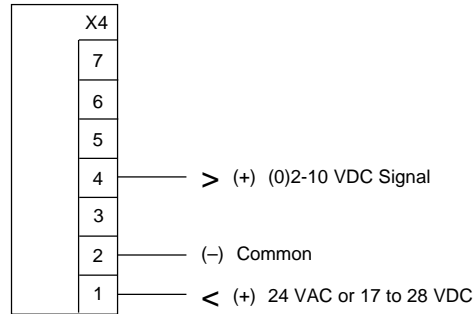 X4
7
6
5
4 > (+) (0)2-10 VDC Signal
3
2 (–) Common
1 < (+) 24 VAC or 17 to 28 VDC